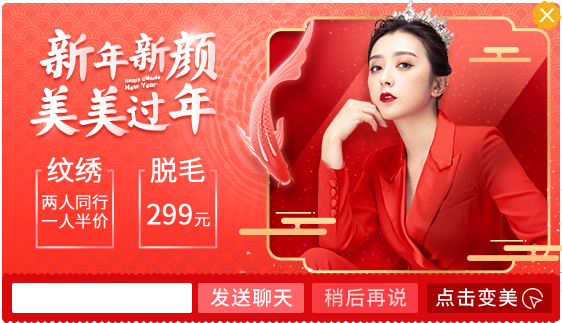 新年新颜
Happy Chinese
New Year
美美过年
纹绣
两人同行
一人半价
脱毛
299元
发送聊天
稍后再说
点击变美